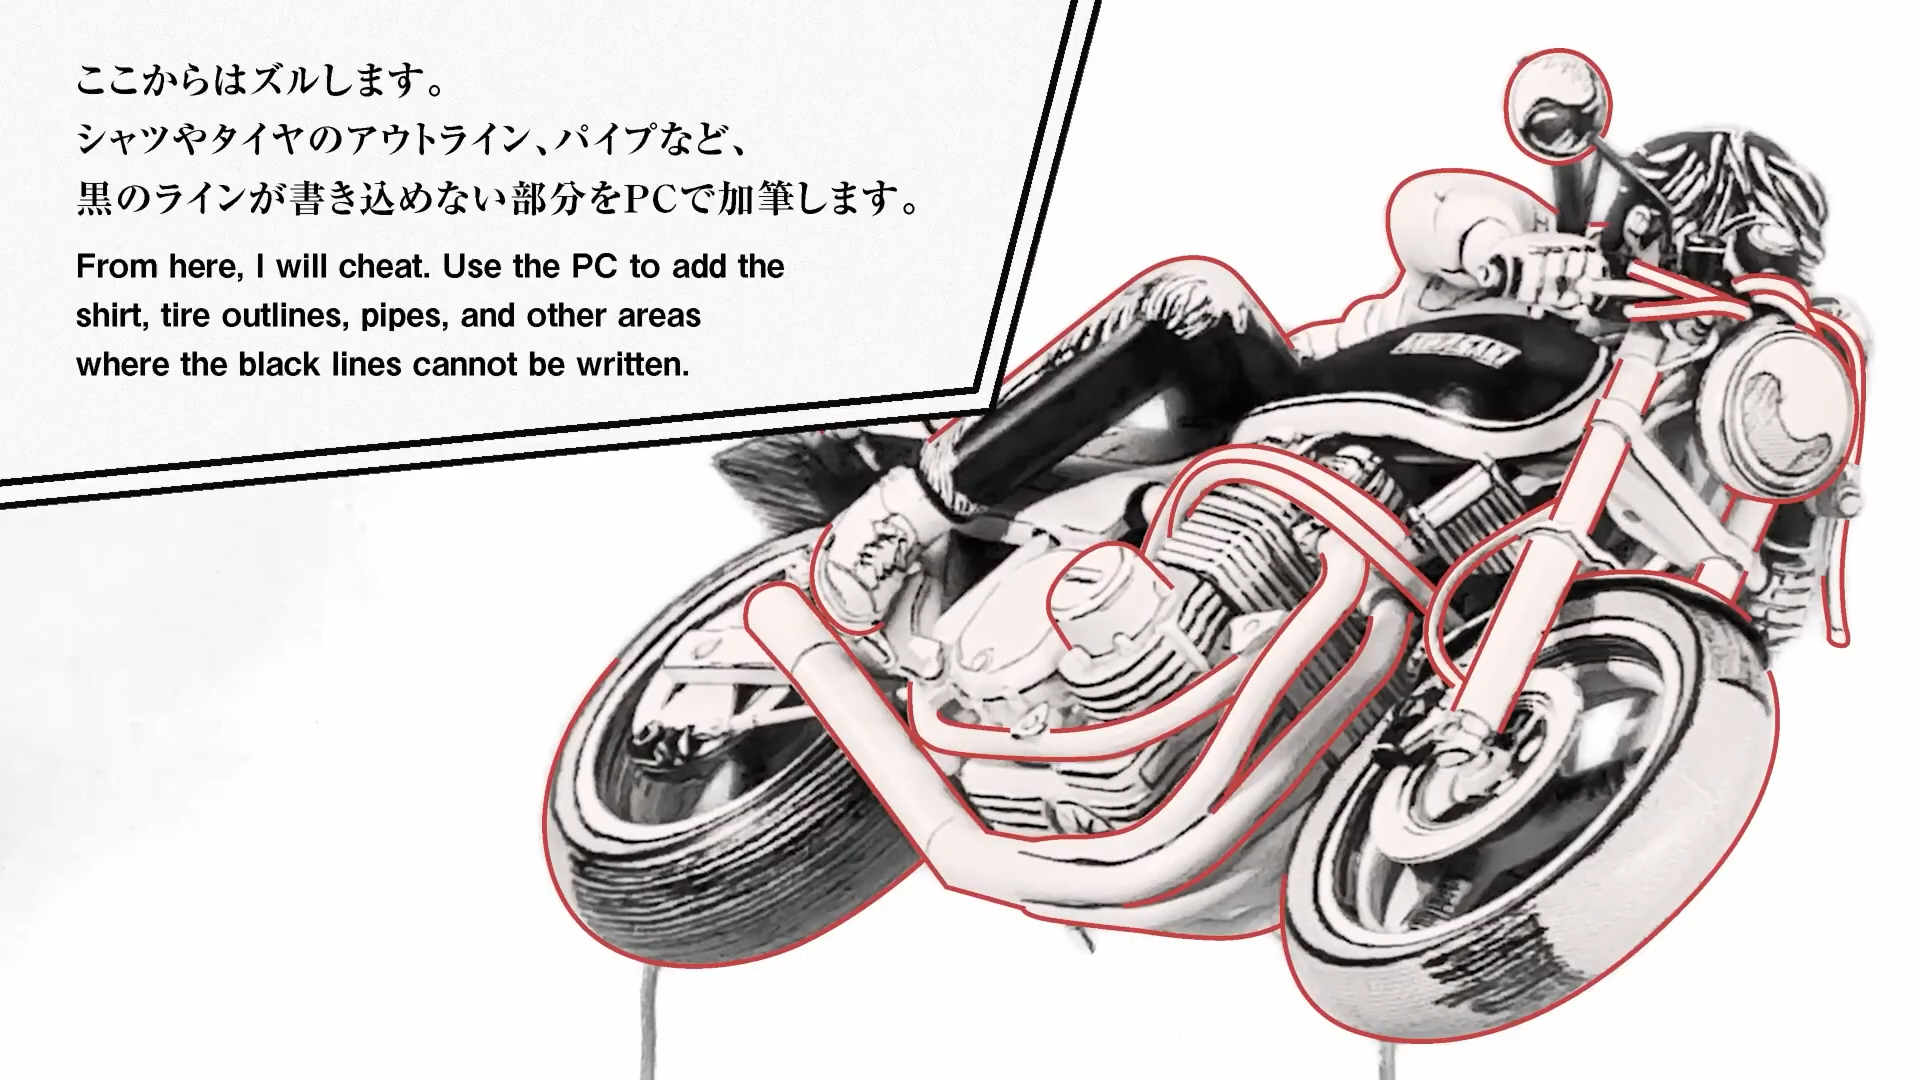 ここからはズルします。
シャツやタイヤのアウトライン、パイプなど、
黒のラインが書き込めない部分をPCで加筆します。
From here, I will cheat. Use the PC to add the
shirt, tire outlines, pipes, and other areas
where the black lines cannot be written.